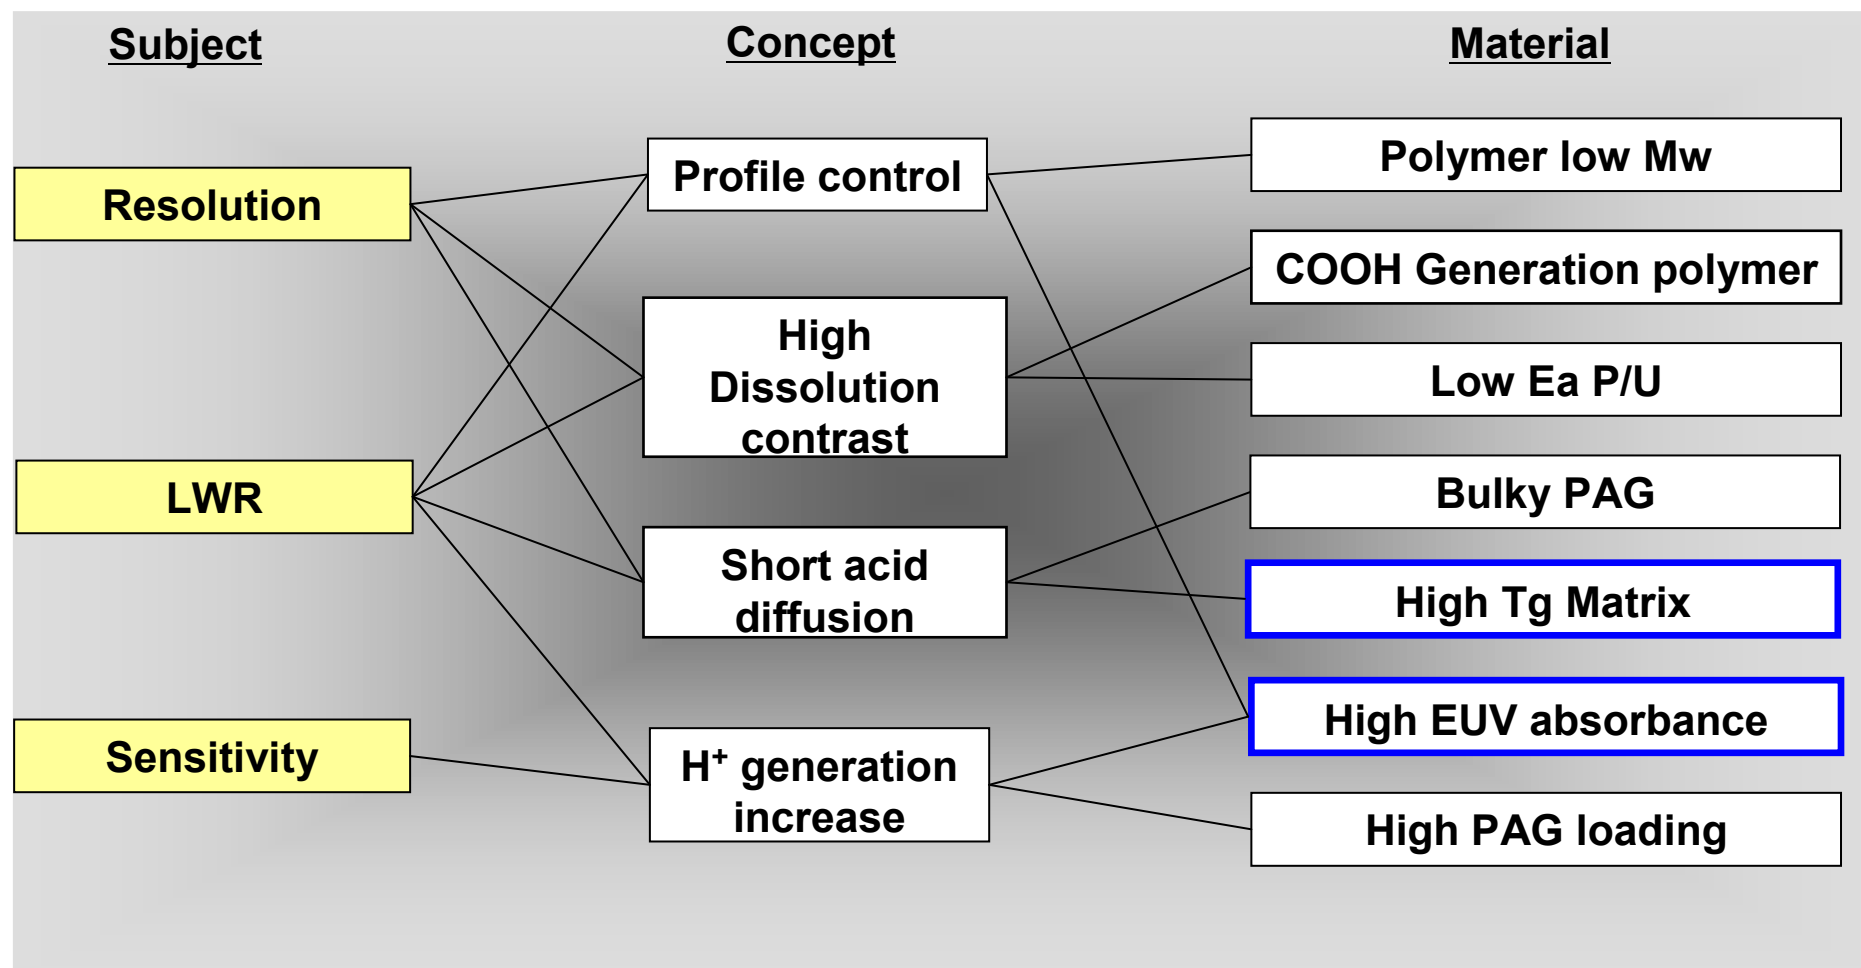 Subject
Concept
Material
Resolution
LWR
Sensitivity
Profile control
High
Dissolution
contrast
Short acid
diffusion
H⁺ generation
increase
Polymer low Mw
COOH Generation polymer
Low Ea P/U
Bulky PAG
High Tg Matrix
High EUV absorbance
High PAG loading